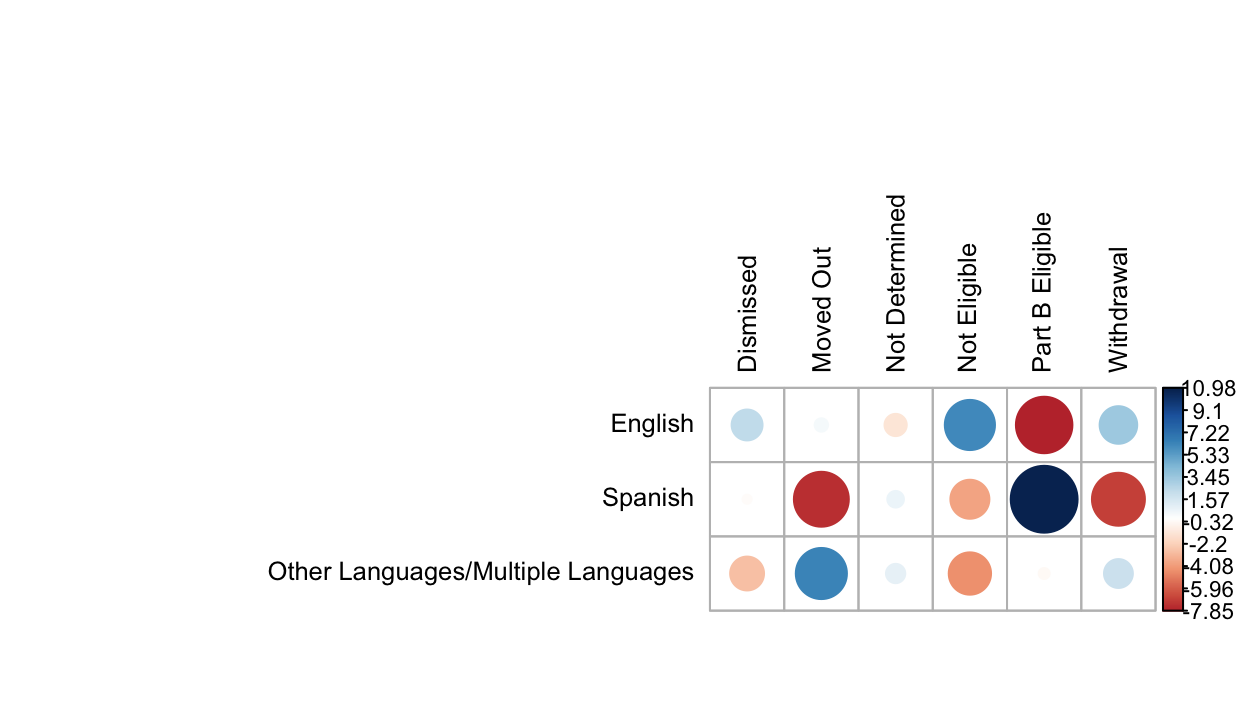 Dismissed
Moved Out
Not Determined
Not Eligible
Part B Eligible
Withdrawal
English
Spanish
Other Languages/Multiple Languages
10.98
9.1
7.22
5.33
3.45
1.57
-0.32
-2.2
-4.08
-5.96
-7.85